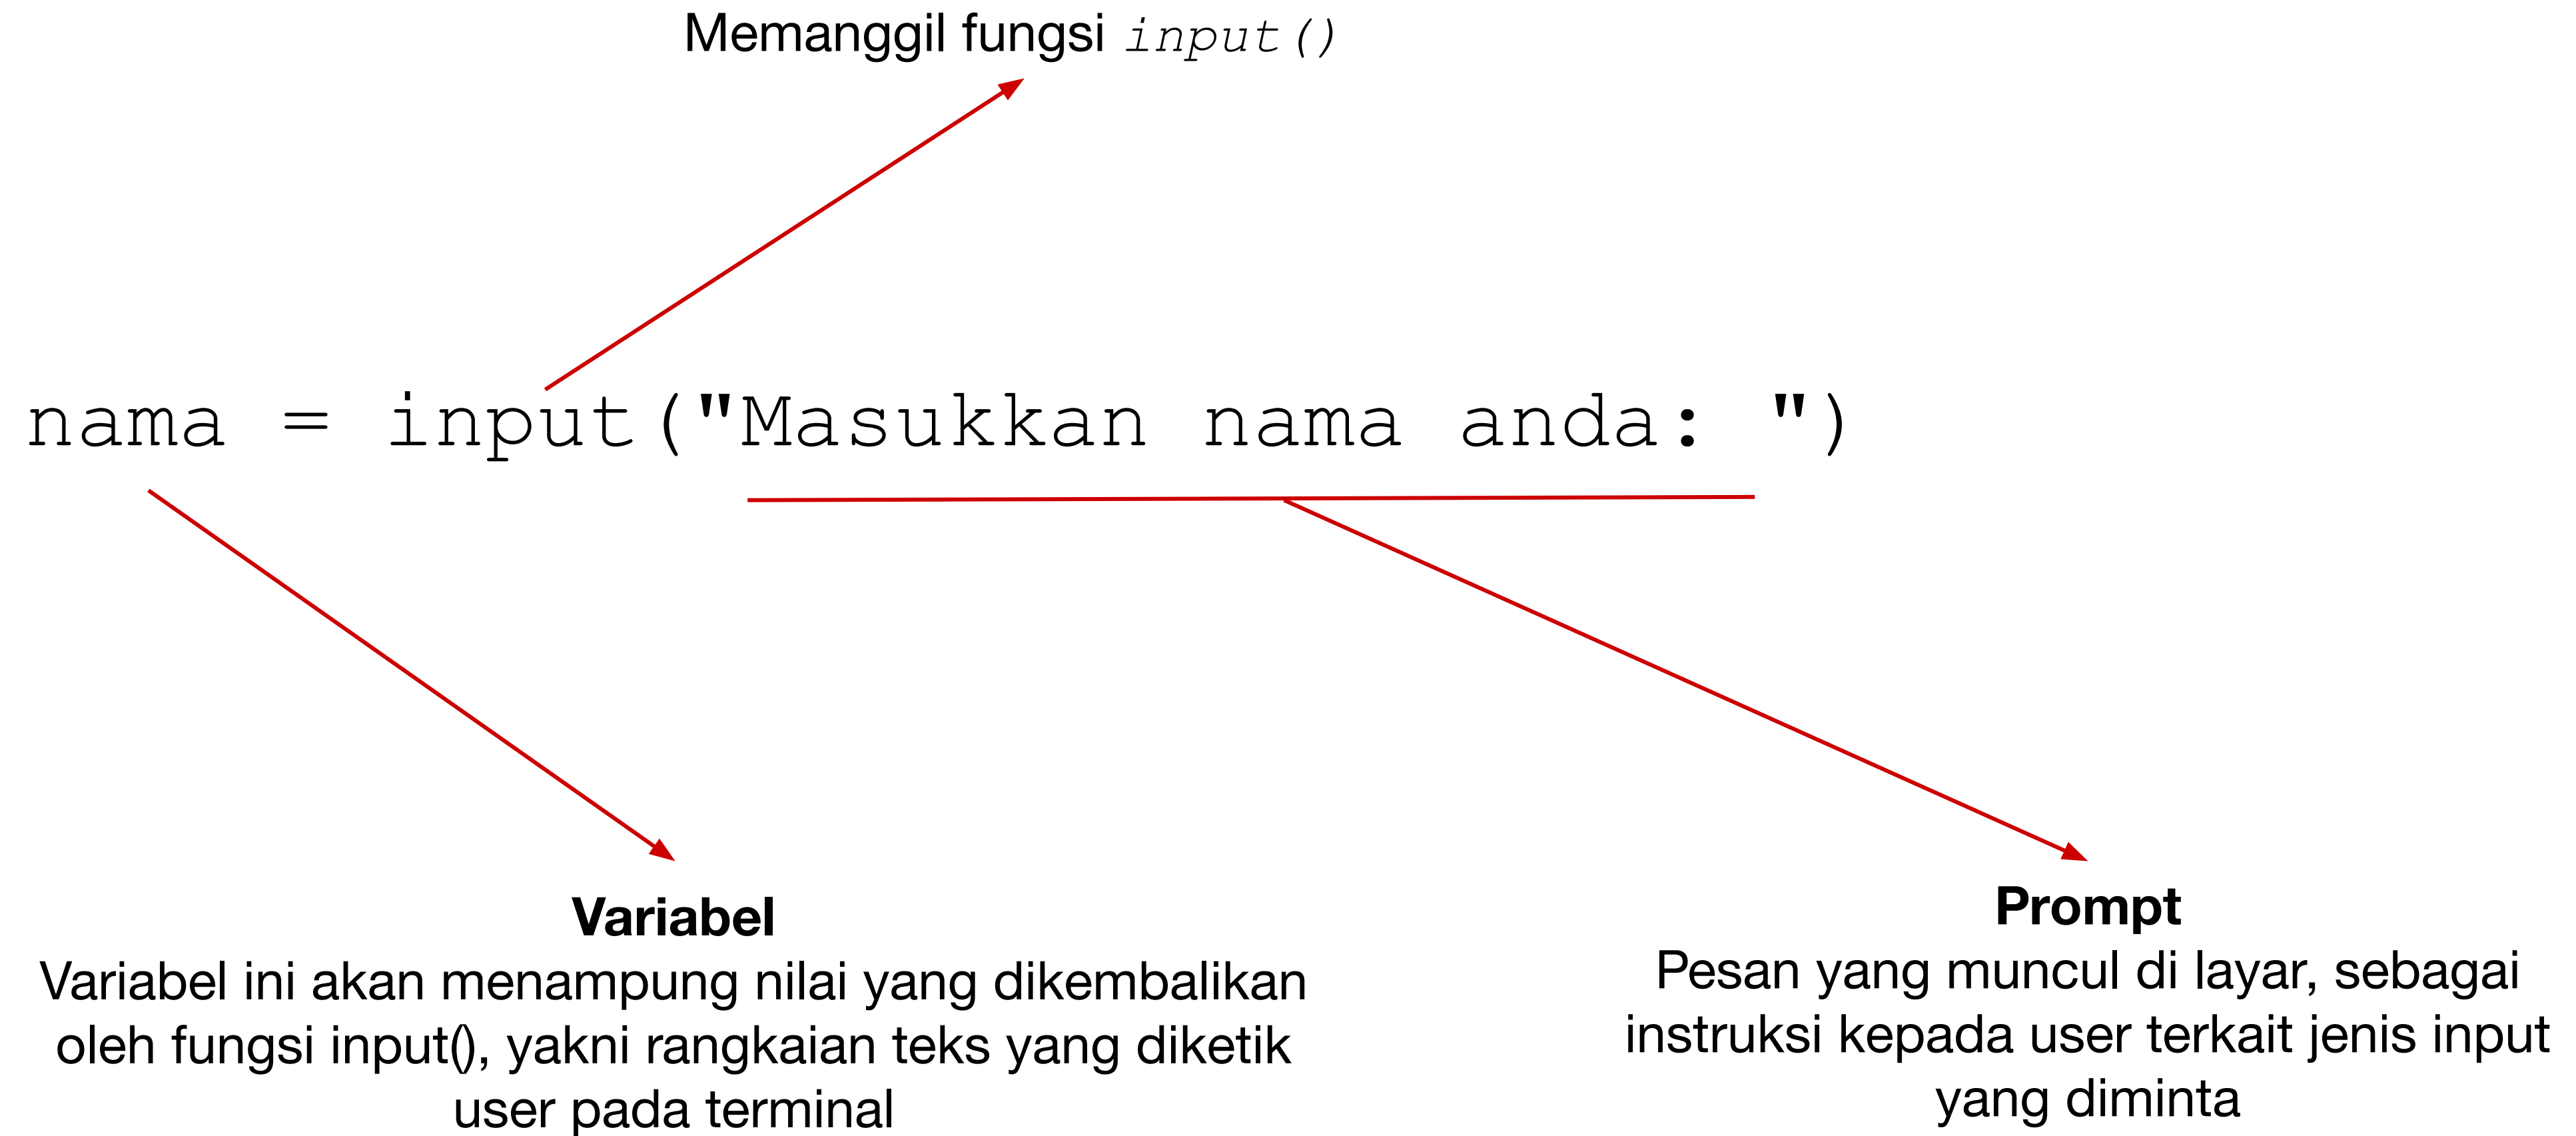 Memanggil fungsi input()
nama = input("Masukkan nama anda: ")
Variabel
Variabel ini akan menampung nilai yang dikembalikan
oleh fungsi input(), yakni rangkaian teks yang diketik
user pada terminal
Prompt
Pesan yang muncul di layar, sebagai
instruksi kepada user terkait jenis input
yang diminta